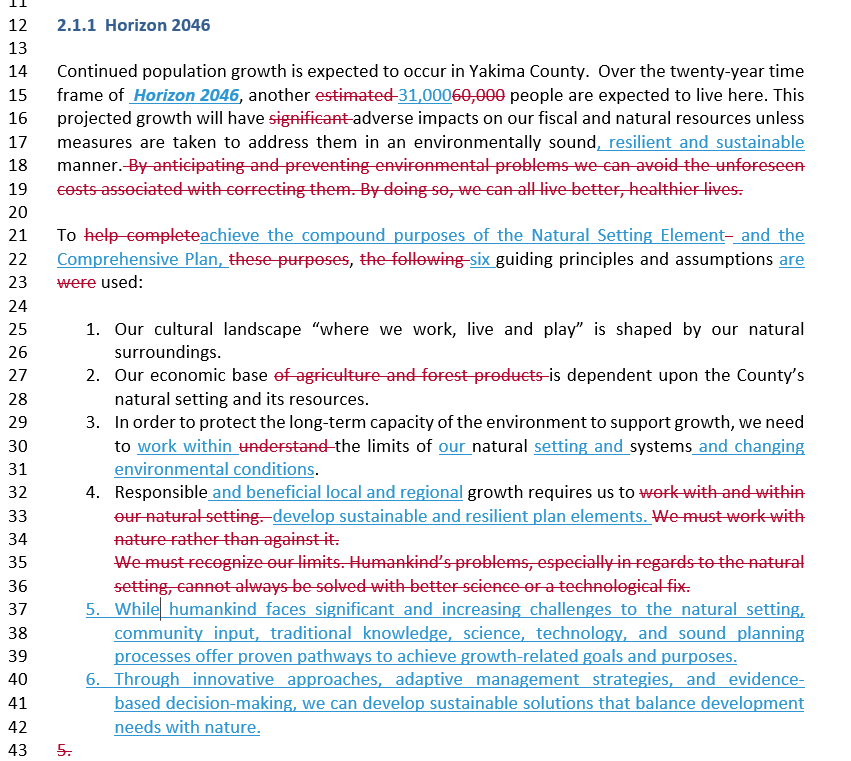 11
12 2.1.1 Horizon 2046
13
14 Continued population growth is expected to occur in Yakima County. Over the twenty-year time
15 frame of Horizon 2046, another estimated 31,00060,000 people are expected to live here. This
16 projected growth will have significant adverse impacts on our fiscal and natural resources unless
17 measures are taken to address them in an environmentally sound, resilient and sustainable
18 manner. By anticipating and preventing environmental problems we can avoid the unforeseen
19 costs associated with correcting them. By doing so, we can all live better, healthier lives.
20
21 To help completeachieve the compound purposes of the Natural Setting Element- and the
22 Comprehensive Plan, these purposes, the following six guiding principles and assumptions are
23 were used:
24
25 1. Our cultural landscape “where we work, live and play” is shaped by our natural
26 surroundings.
27 2. Our economic base of agriculture and forest products is dependent upon the County’s
28 natural setting and its resources.
29 3. In order to protect the long-term capacity of the environment to support growth, we need
30 to work within understand the limits of our natural setting and systems and changing
31 environmental conditions.
32 4. Responsible and beneficial local and regional growth requires us to work with and within
33 our natural setting. develop sustainable and resilient plan elements. We must work with
34 nature rather than against it.
35 We must recognize our limits. Humankind’s problems, especially in regards to the natural
36 setting, cannot always be solved with better science or a technological fix.
37 5. While humankind faces significant and increasing challenges to the natural setting,
38 community input, traditional knowledge, science, technology, and sound planning
39 processes offer proven pathways to achieve growth-related goals and purposes.
40 6. Through innovative approaches, adaptive management strategies, and evidence-
41 based decision-making, we can develop sustainable solutions that balance development
42 needs with nature.
43 5.